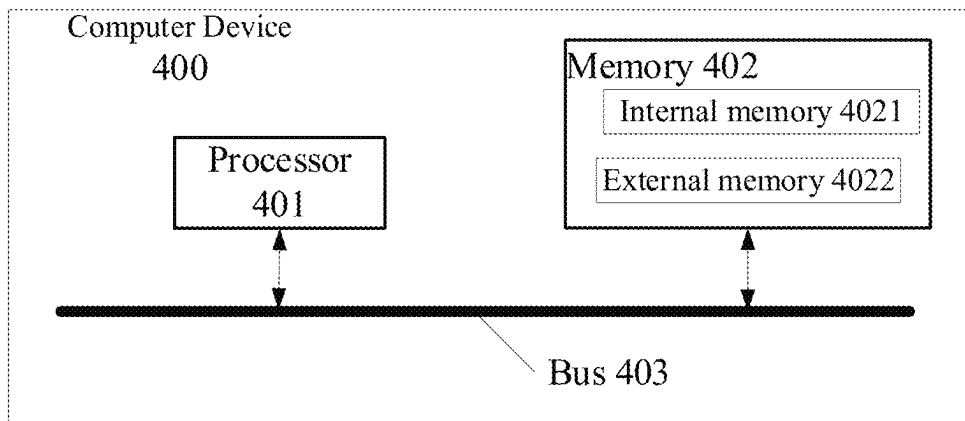 Computer Device
400
Memory 402
Internal memory 4021
Processor
401
External memory 4022
Bus 403